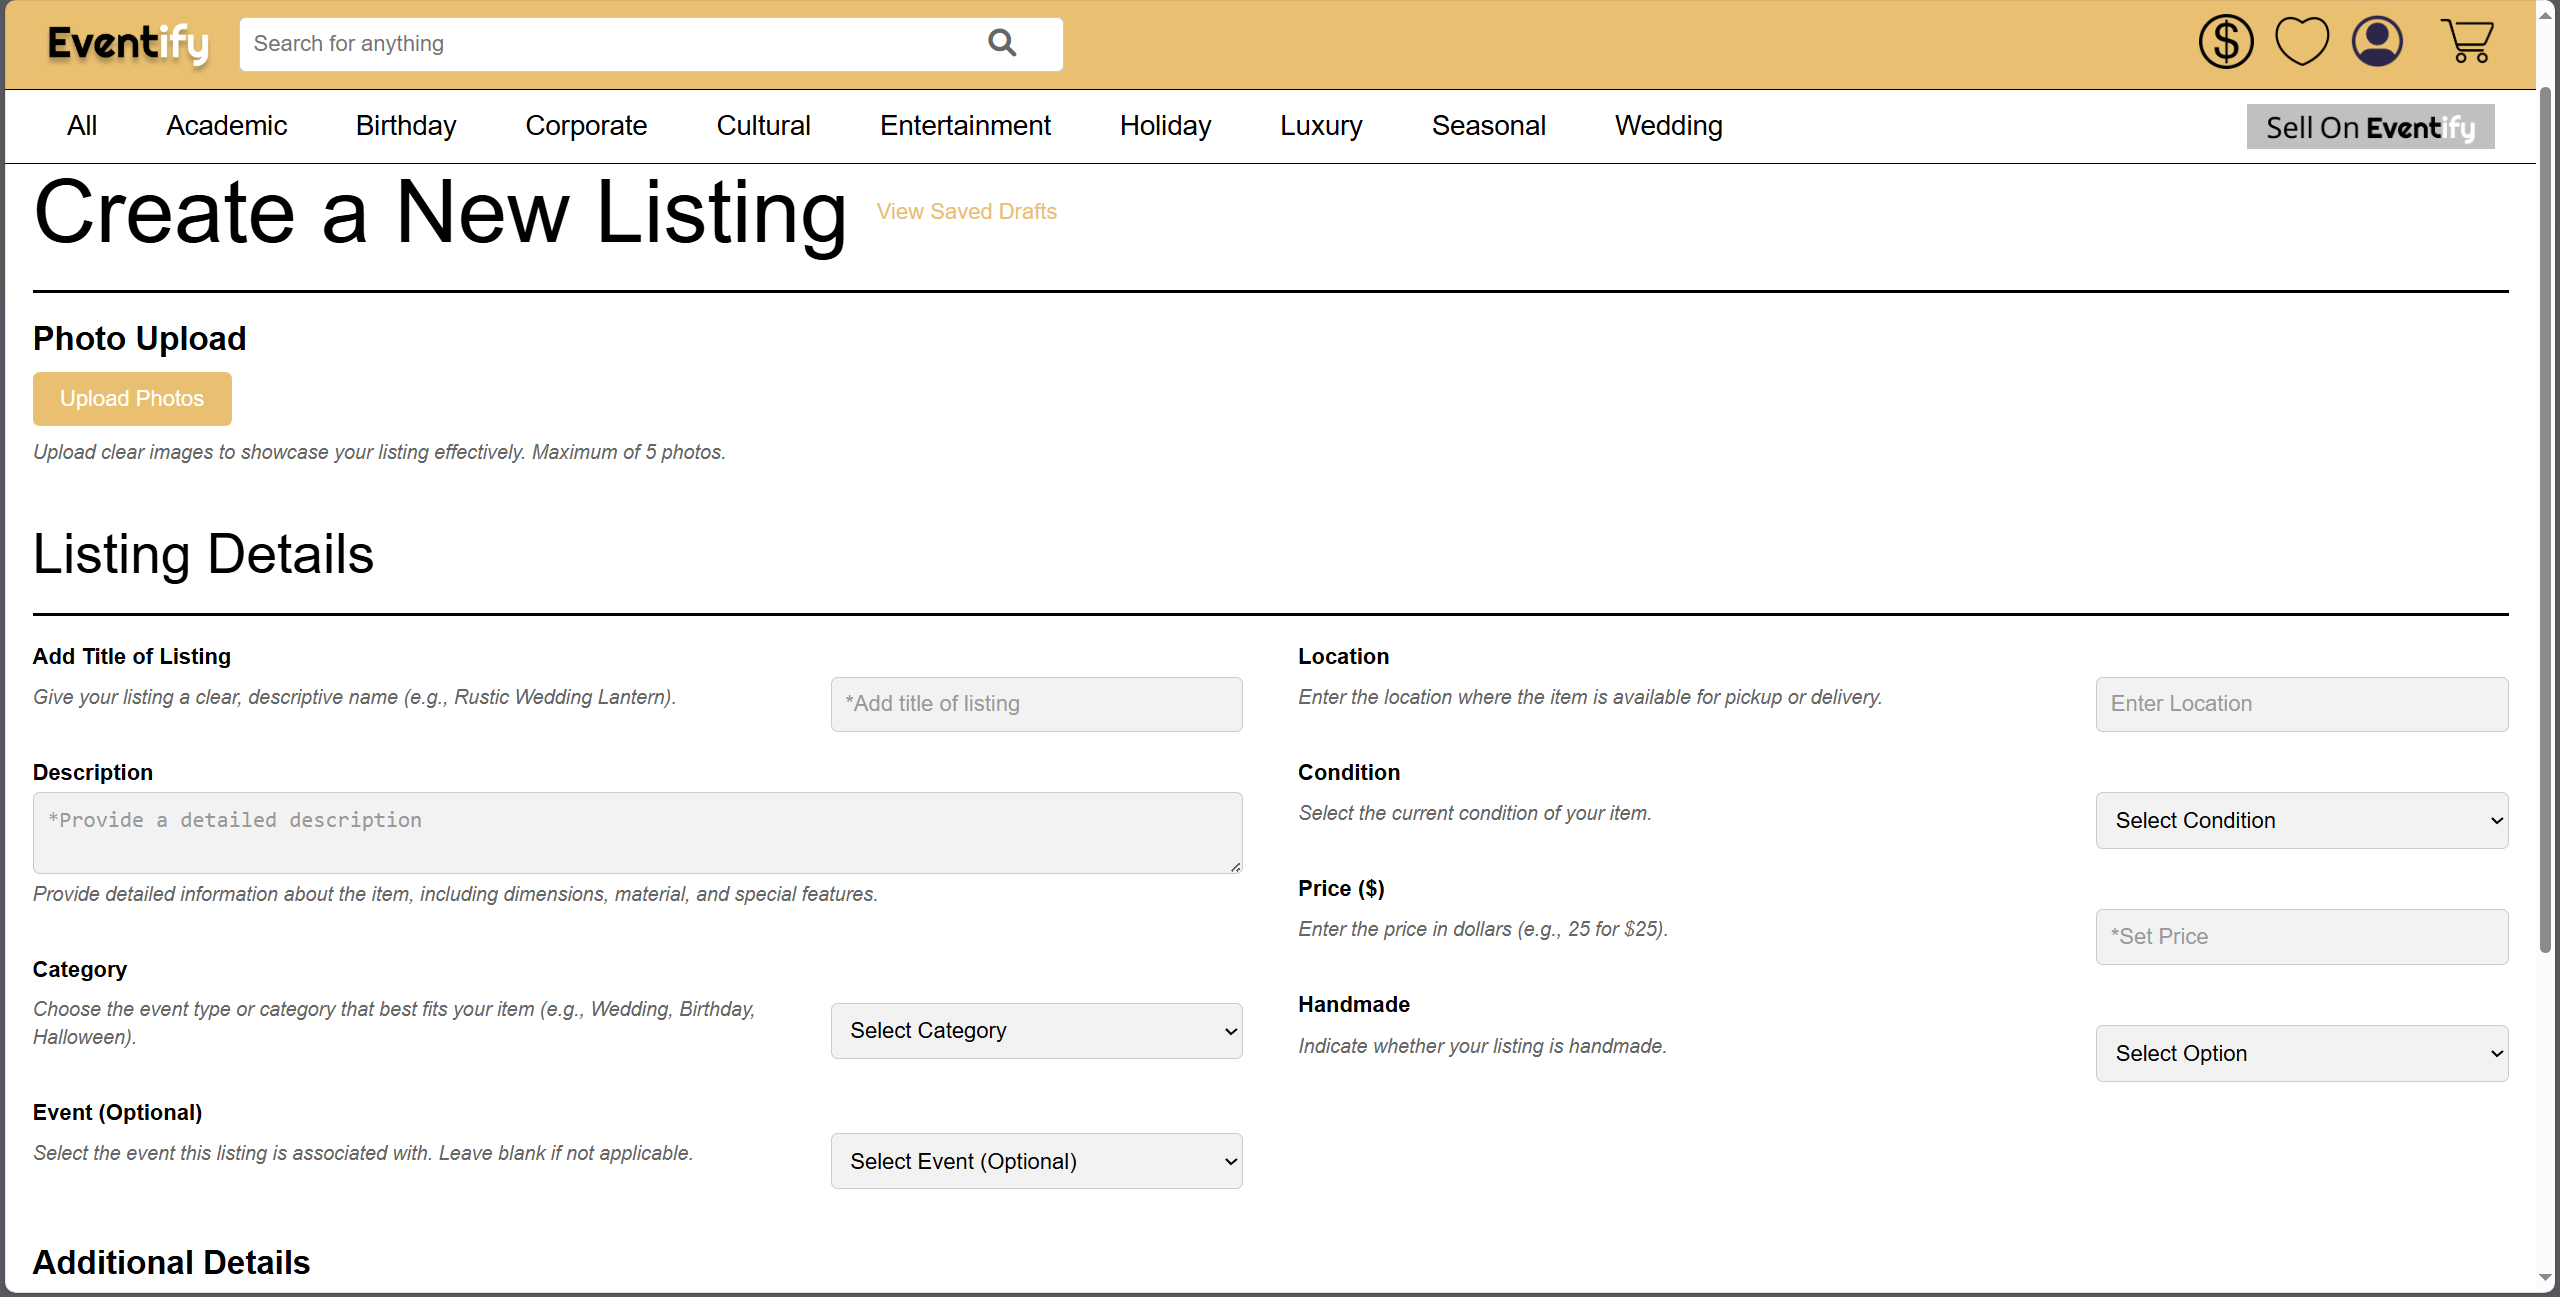 Eventify
Search for anything
All Academic Birthday Corporate Cultural Entertainment Holiday Luxury Seasonal Wedding Sell On Eventify
Create a New Listing View Saved Drafts
Photo Upload
Upload Photos
Upload clear images to showcase your listing effectively. Maximum of 5 photos.
Listing Details
Add Title of Listing
Give your listing a clear, descriptive name (e.g., Rustic Wedding Lantern).
*Add title of listing
Description
*Provide a detailed description
Provide detailed information about the item, including dimensions, material, and special features.
Category
Choose the event type or category that best fits your item (e.g., Wedding, Birthday,
Halloween).
Select Category
Event (Optional)
Select the event this listing is associated with. Leave blank if not applicable.
Select Event (Optional)
Location
Enter the location where the item is available for pickup or delivery.
Enter Location
Condition
Select the current condition of your item.
Select Condition
Price ($)
Enter the price in dollars (e.g., 25 for $25).
*Set Price
Handmade
Indicate whether your listing is handmade.
Select Option
Additional Details